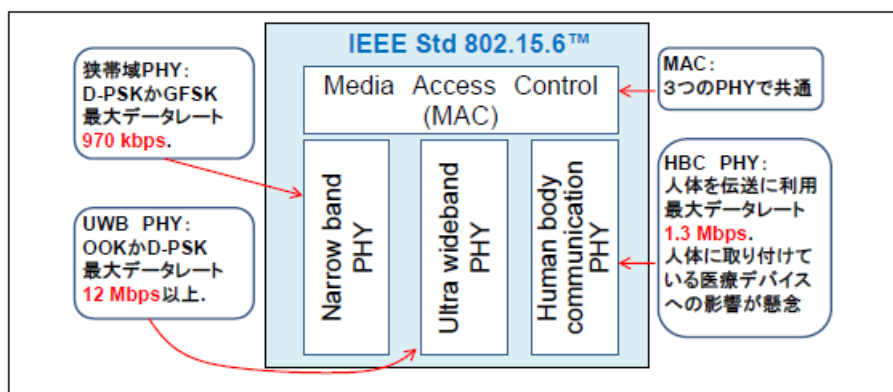 IEEE Std 802.15.6™
Media Access Control
(MAC)
Narrow band
PHY
Ultra wideband
PHY
Human body
communication
PHY
狭帯域PHY：
D-PSKかGFSK
最大データレート
970 kbps.
UWB PHY：
OOKかD-PSK
最大データレート
12 Mbps以上.
MAC：
3つのPHYで共通
HBC PHY：
人体を伝送に利用
最大データレート
1.3 Mbps.
人体に取り付けて
いる医療デバイス
への影響が懸念